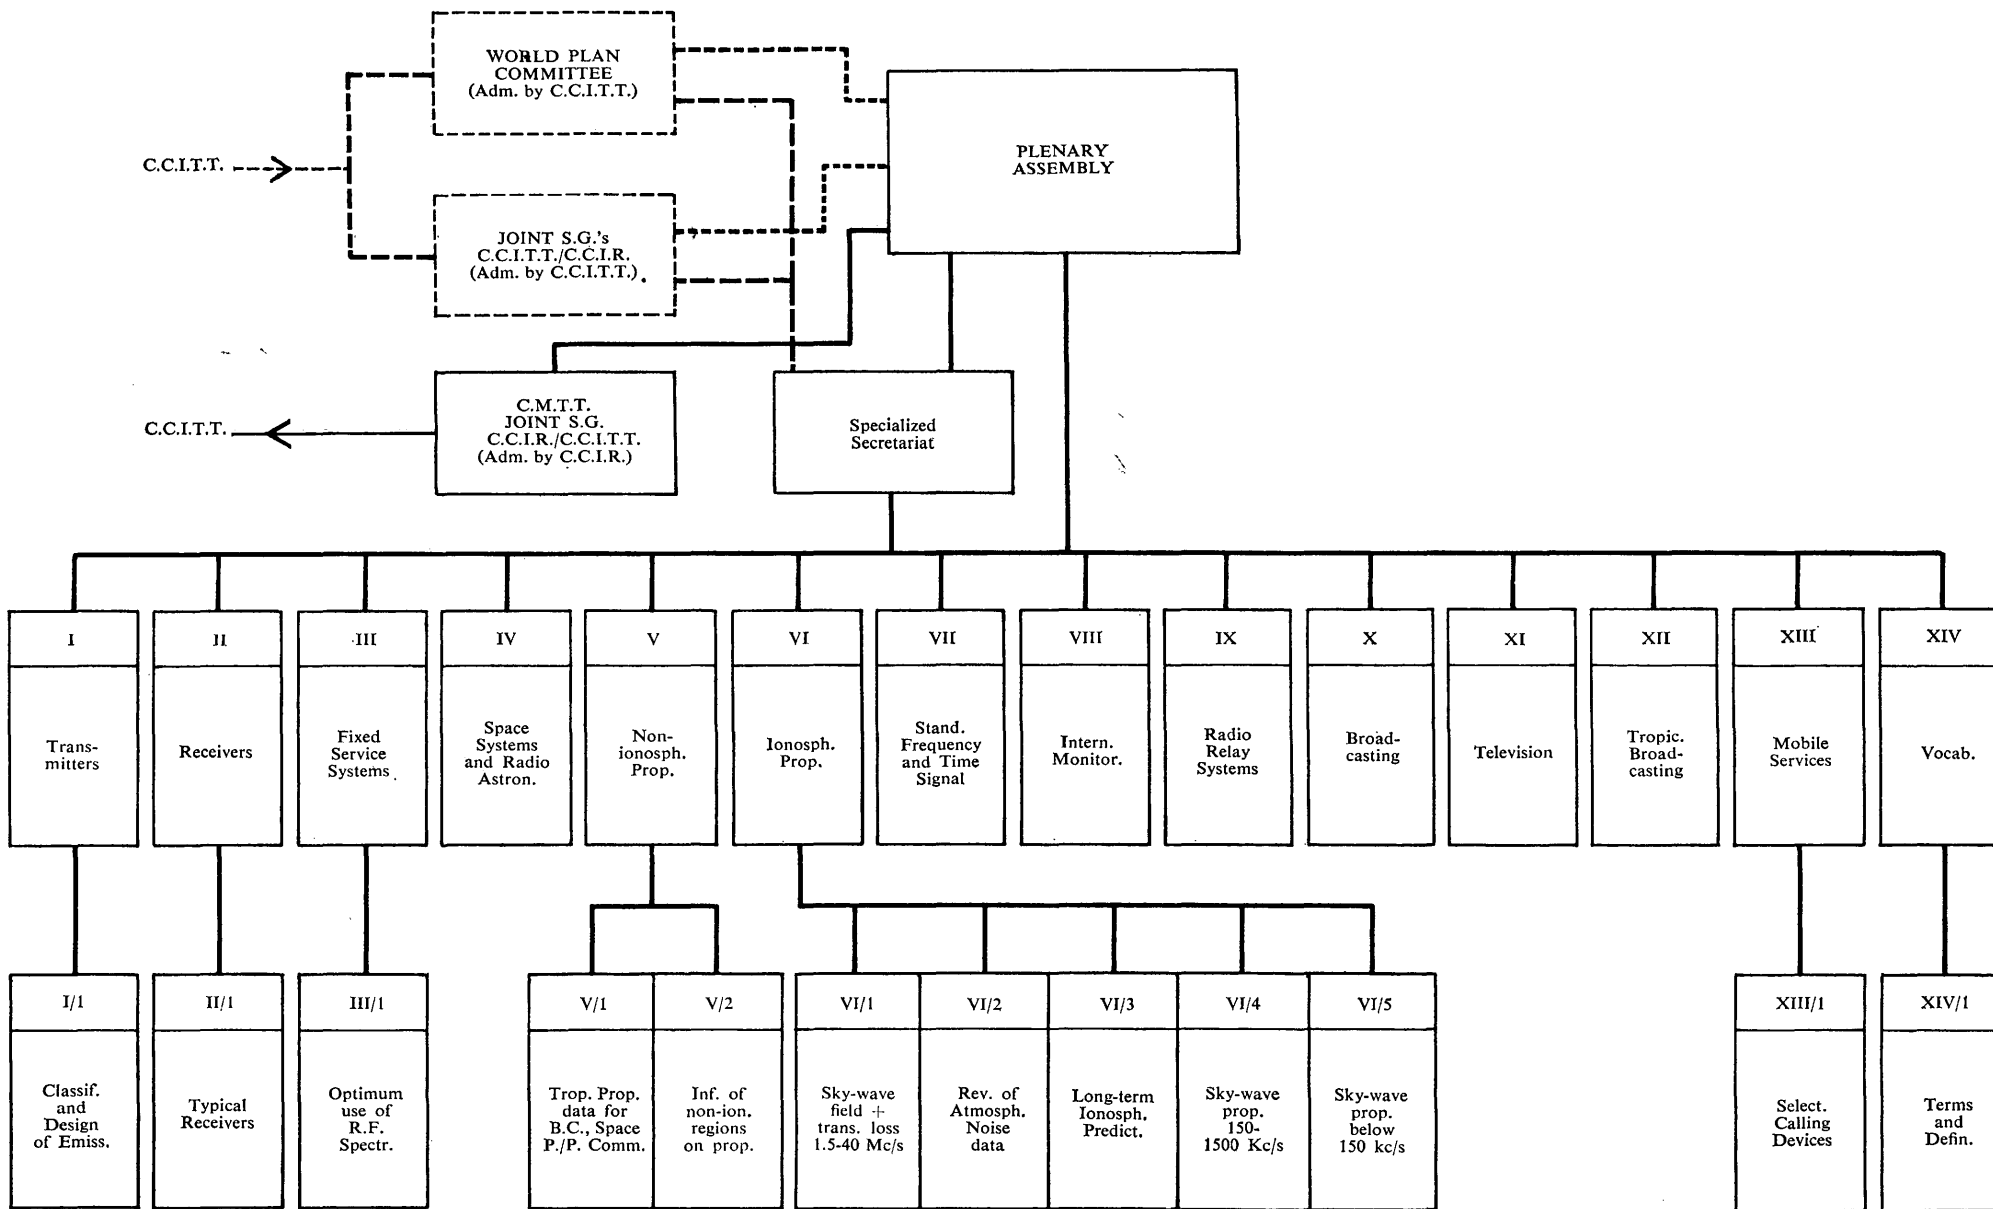 WORLD PLAN
COMMITTEE
(Adm. by C.C.I.T.T.)
PLENARY
ASSEMBLY
C.C.I.T.T.
JOINT S.G.'s
C.C.I.T.T./C.C.I.R.
(Adm. by C.C.I.T.T.)
C.C.I.T.T.
C.M.T.T.
JOINT S.G.
C.C.I.R./C.C.I.T.T.
(Adm. by C.C.I.R.)
Specialized
Secretariat
I
Trans-
mitters
II
Receivers
III
Fixed
Service
Systems
IV
Space
Systems
and Radio
Astron.
V
Non-
ionosph.
Prop.
VI
Ionosph.
Prop.
VII
Stand.
Frequency
and Time
Signal
VIII
Intern.
Monitor.
IX
Radio
Relay
Systems
X
Broad-
casting
XI
Television
XII
Tropic.
Broad-
casting
XIII
Mobile
Services
XIV
Vocab.
I/1
Classif.
and
Design
of Emiss.
II/1
Typical
Receivers
III/1
Optimum
use of
R.F.
Spectr.
V/1
Trop. Prop.
data for
B.C., Space
P./P. Comm.
V/2
Inf. of
non-ion.
regions
on prop.
VI/1
Sky-wave
field +
trans. loss
1.5-40 Mc/s
VI/2
Rev. of
Atmosph.
Noise
data
VI/3
Long-term
Ionosph.
Predict.
VI/4
Sky-wave
prop.
150-
1500 Kc/s
VI/5
Sky-wave
prop.
below
150 kc/s
XIII/1
Select.
Calling
Devices
XIV/1
Terms
and
Defin.